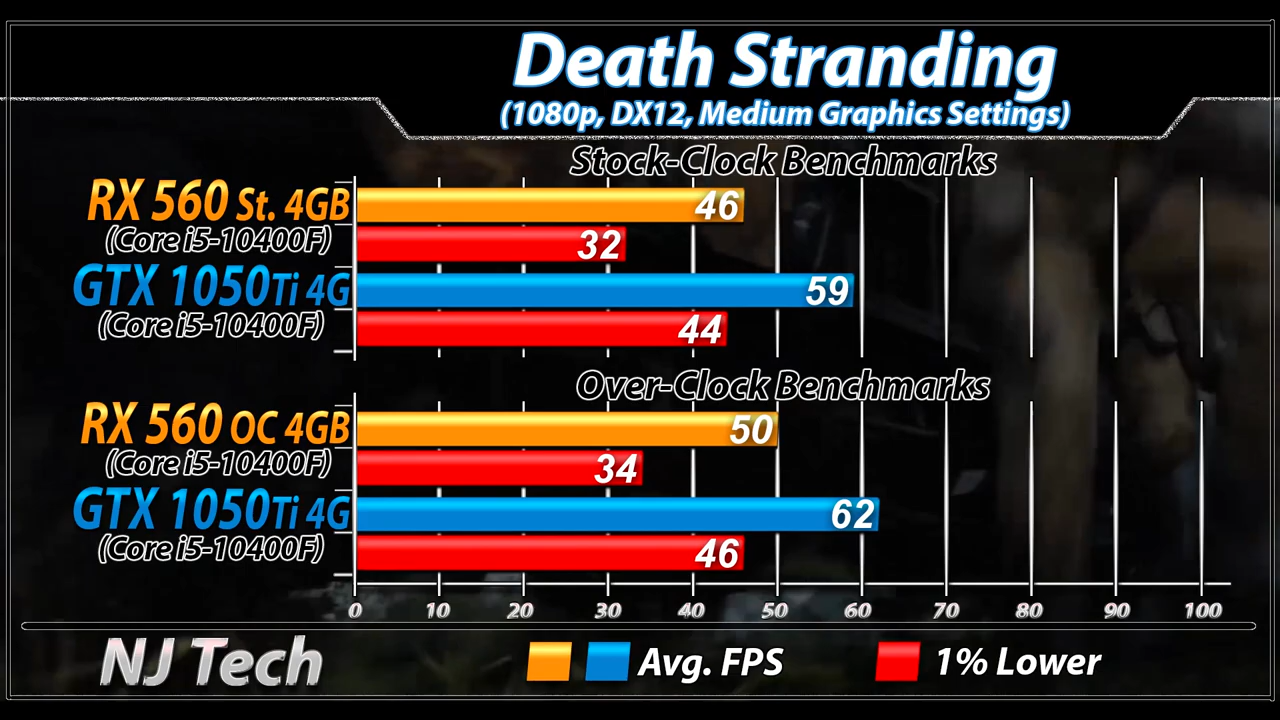 Death Stranding
(1080p, DX12, Medium Graphics Settings)
Stock-Clock Benchmarks
RX 560 St. 4GB 46
(Core i5-10400F) 32
GTX 1050Ti 4G 59
(Core i5-10400F) 44
Over-Clock Benchmarks
RX 560 OC 4GB 50
(Core i5-10400F) 34
GTX 1050Ti 4G 62
(Core i5-10400F) 46
0 10 20 30 40 50 60 70 80 90 100
NJ Tech Avg. FPS 1% Lower